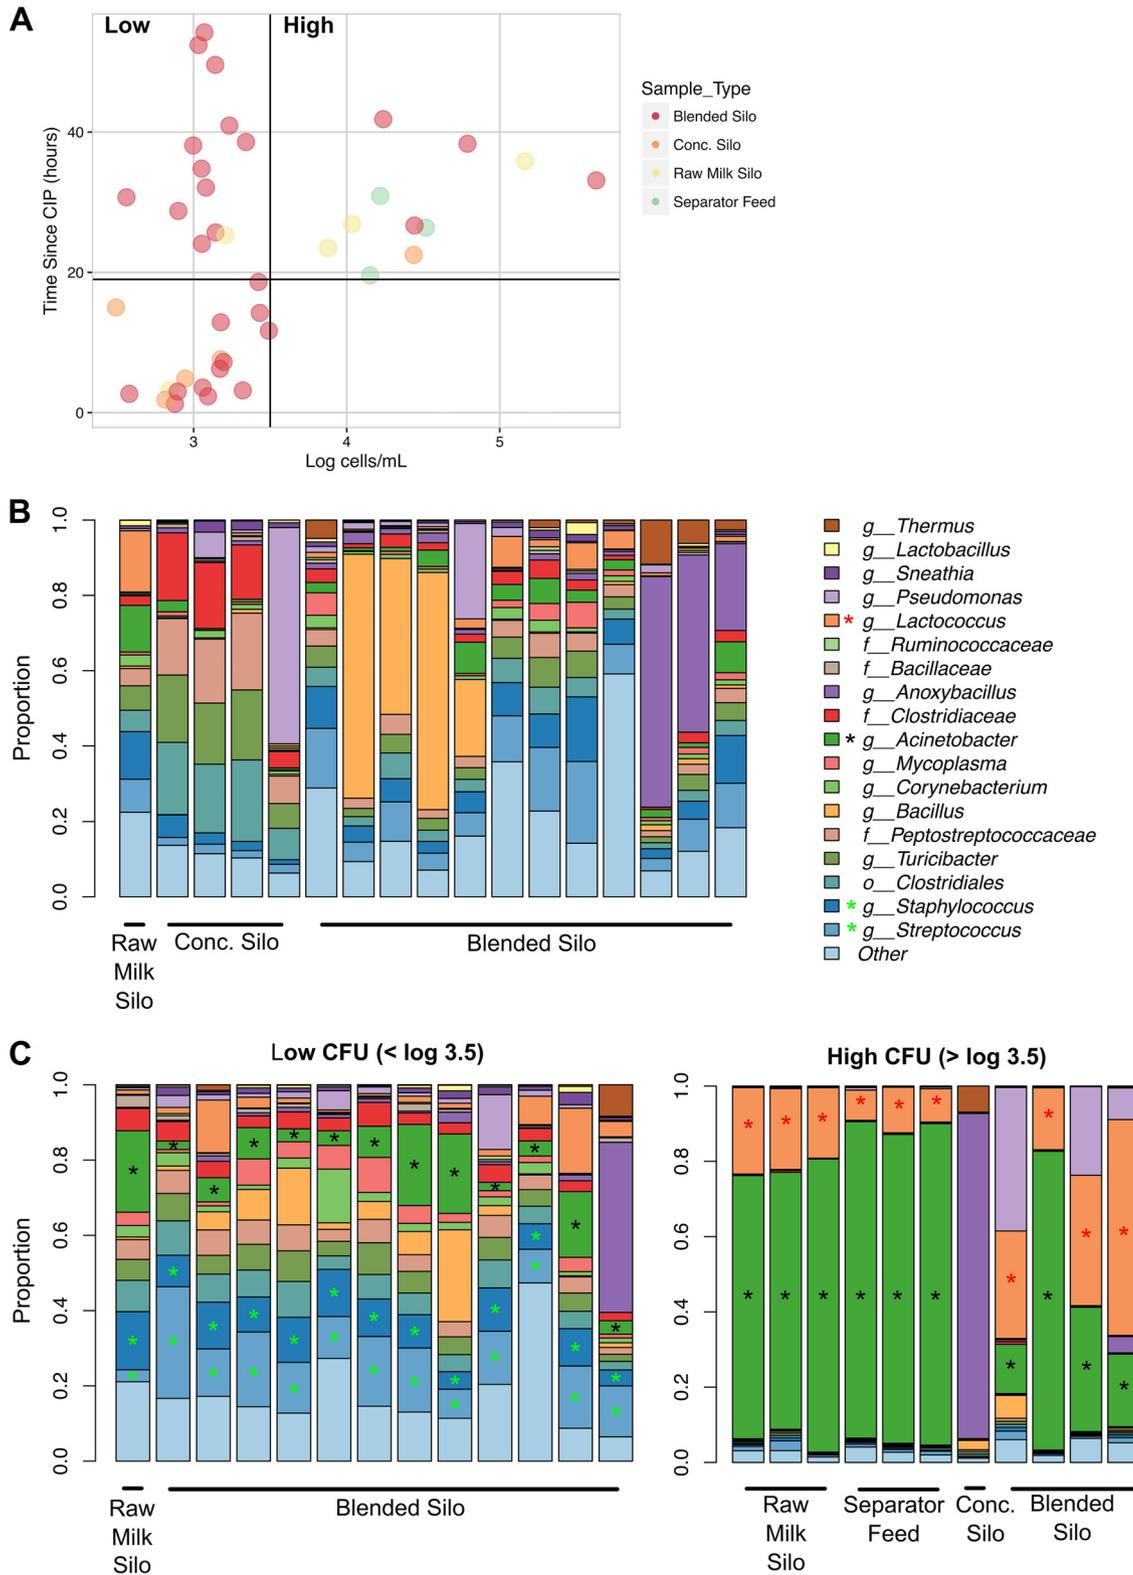 A
Low
High
Time Since CIP (hours)
40
20
0
3
4
5
Log cells/mL
Sample_Type
Blended Silo
Conc. Silo
Raw Milk Silo
Separator Feed
B
Proportion
1.0
0.8
0.6
0.4
0.2
0.0
Raw
Milk
Silo
Conc. Silo
Blended Silo
g__Thermus
g__Lactobacillus
g__Sneathia
g__Pseudomonas
* g__Lactococcus
f__Ruminococcaceae
f__Bacillaceae
g__Anoxybacillus
f__Clostridiaceae
* g__Acinetobacter
g__Mycoplasma
g__Corynebacterium
g__Bacillus
f__Peptostreptococcaceae
g__Turicibacter
o__Clostridiales
* g__Staphylococcus
* g__Streptococcus
Other
C
Low CFU (< log 3.5)
Proportion
1.0
0.8
0.6
0.4
0.2
0.0
Raw
Milk
Silo
Blended Silo
High CFU (> log 3.5)
1.0
0.8
0.6
0.4
0.2
0.0
Raw
Milk
Silo
Separator
Feed
Conc.
Silo
Blended
Silo